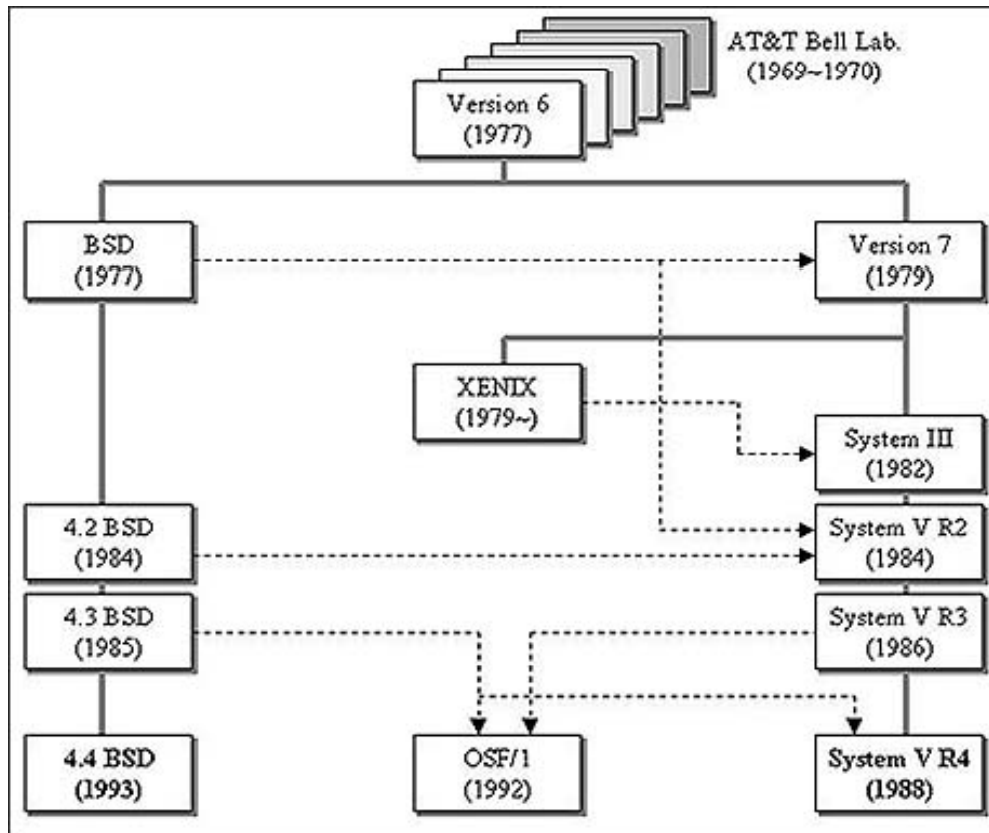 AT&T Bell Lab.
(1969~1970)
Version 6
(1977)
BSD
(1977)
Version 7
(1979)
XENIX
(1979~)
System III
(1982)
4.2 BSD
(1984)
System V R2
(1984)
4.3 BSD
(1985)
System V R3
(1986)
4.4 BSD
(1993)
OSF/1
(1992)
System V R4
(1988)